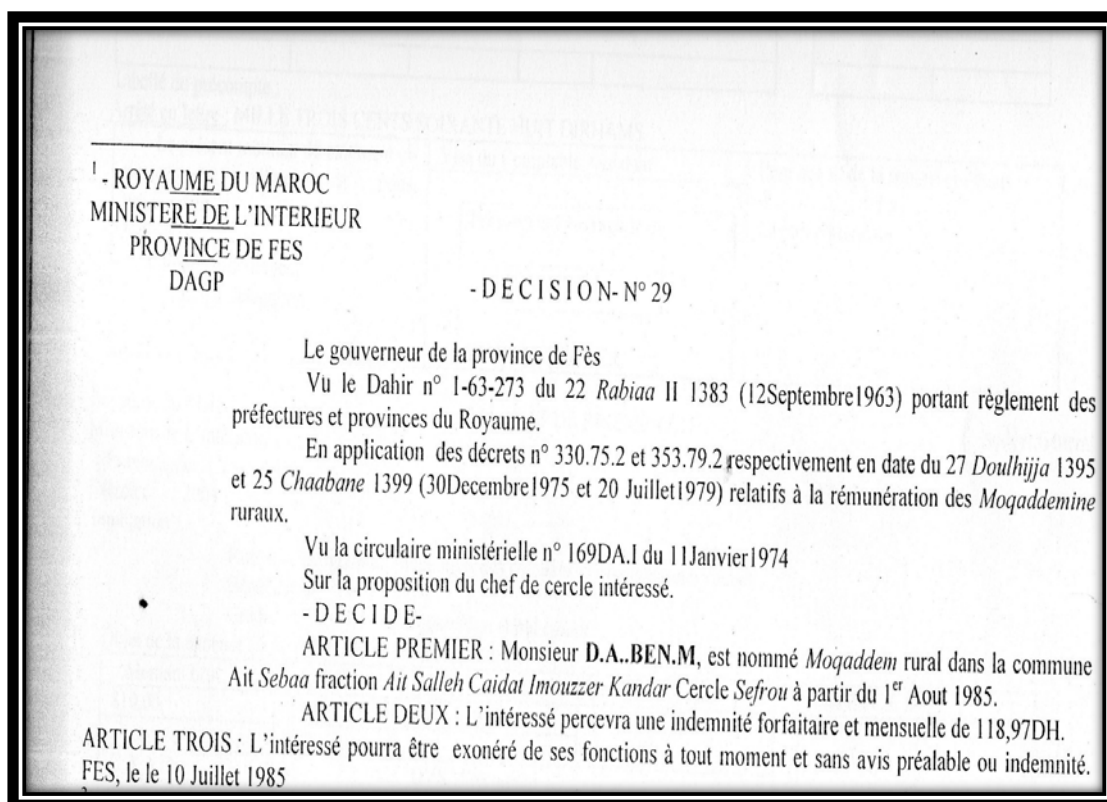 1 - ROYAUME DU MAROC
MINISTERE DE L'INTERIEUR
PROVINCE DE FES
DAGP
- D E C I S I O N- N° 29
Le gouverneur de la province de Fès
Vu le Dahir n° 1-63-273 du 22 Rabiaa II 1383 (12Septembre1963) portant règlement des
préfectures et provinces du Royaume.
En application des décrets n° 330.75.2 et 353.79.2 respectivement en date du 27 Doulhijja 1395
et 25 Chaabane 1399 (30Decembre1975 et 20 Juillet1979) relatifs à la rémunération des Moqaddemine
ruraux.
Vu la circulaire ministérielle n° 169DA.I du 11Janvier1974
Sur la proposition du chef de cercle intéressé.
- D E C I D E-
ARTICLE PREMIER : Monsieur D.A..BEN.M, est nommé Moqaddem rural dans la commune
Ait Sebaa fraction Ait Salleh Caidat Imouzzer Kandar Cercle Sefrou à partir du 1er Aout 1985.
ARTICLE DEUX : L'intéressé percevra une indemnité forfaitaire et mensuelle de 118,97DH.
ARTICLE TROIS : L'intéressé pourra être exonéré de ses fonctions à tout moment et sans avis préalable ou indemnité.
FES, le le 10 Juillet 1985